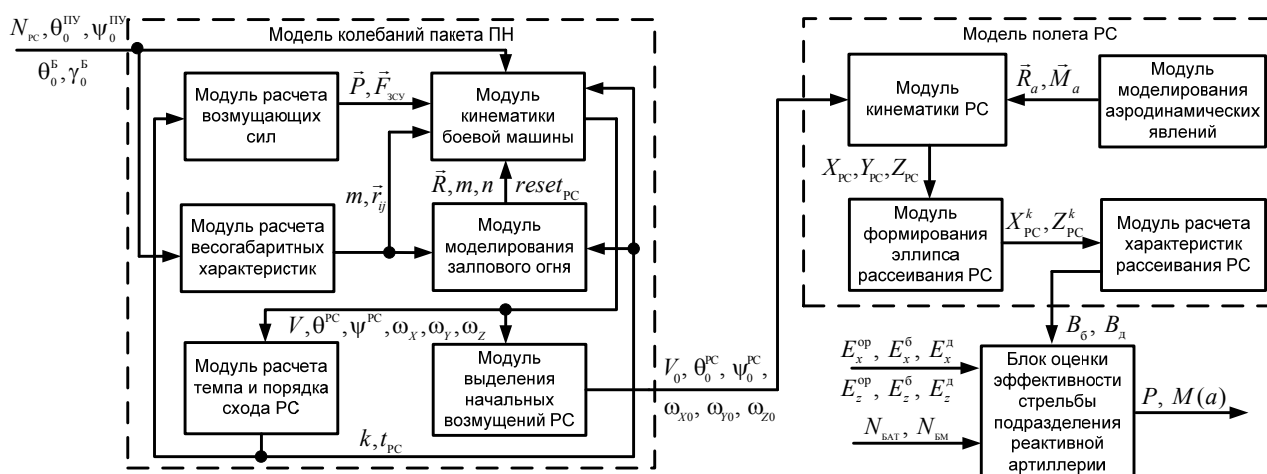 N_РС, θ_0^ПУ, ψ_0^ПУ
θ_0^Б, γ_0^Б
Модель колебаний пакета ПН
Модуль расчета
возмущающих
сил
P⃗, F⃗_ЗСУ
Модуль
кинематики
боевой машины
m, r⃗_ij
R⃗, m, n
reset_РС
Модуль расчета
весогабаритных
характеристик
Модуль
моделирования
залпового огня
V, θ^РС, ψ^РС, ω_X, ω_Y, ω_Z
Модуль расчета
темпа и порядка
схода РС
Модуль
выделения
начальных
возмущений РС
k, t_РС
V_0, θ_0^РС, ψ_0^РС,
ω_X0, ω_Y0, ω_Z0
Модель полета РС
Модуль
кинематики РС
R⃗_a, M⃗_a
Модуль
моделирования
аэродинамических
явлений
X_РС, Y_РС, Z_РС
Модуль
формирования
эллипса
рассеивания РС
X_РС^k, Z_РС^k
Модуль расчета
характеристик
рассеивания РС
B_б, B_д
E_x^ор, E_x^б, E_x^д
E_z^ор, E_z^б, E_z^д
N_БАТ, N_БМ
Блок оценки
эффективности
стрельбы
подразделения
реактивной
артиллерии
P, M(a)